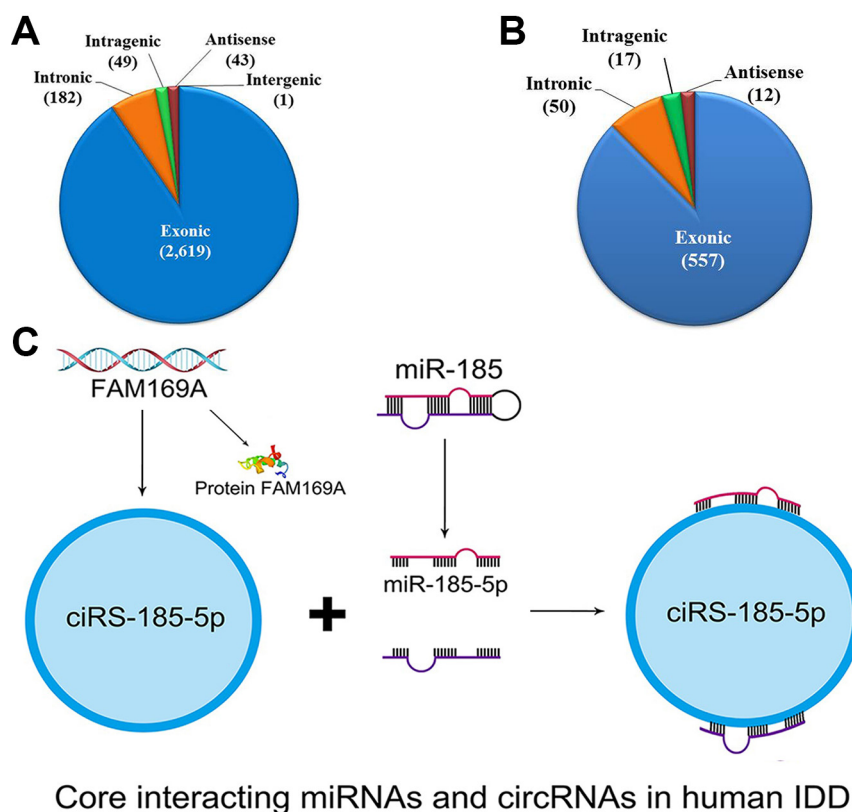 A
Intragenic
(49)
Antisense
(43)
Intronic
(182)
Intergenic
(1)
Exonic
(2,619)
B
Intragenic
(17)
Antisense
(12)
Intronic
(50)
Exonic
(557)
C
FAM169A
Protein FAM169A
ciRS-185-5p
+
miR-185
miR-185-5p
ciRS-185-5p
Core interacting miRNAs and circRNAs in human IDD